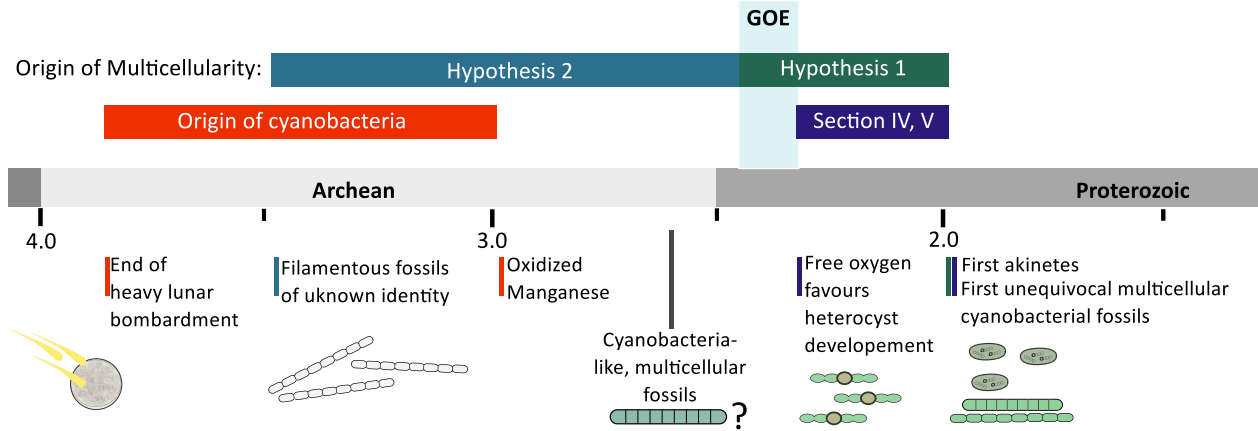 GOE
Origin of Multicellularity:
Hypothesis 2
Hypothesis 1
Origin of cyanobacteria
Section IV, V
Archean
Proterozoic
4.0
3.0
2.0
End of
heavy lunar
bombardment
Filamentous fossils
of uknown identity
Oxidized
Manganese
Cyanobacteria-
like, multicellular
fossils
?
Free oxygen
favours
heterocyst
developement
First akinetes
First unequivocal multicellular
cyanobacterial fossils